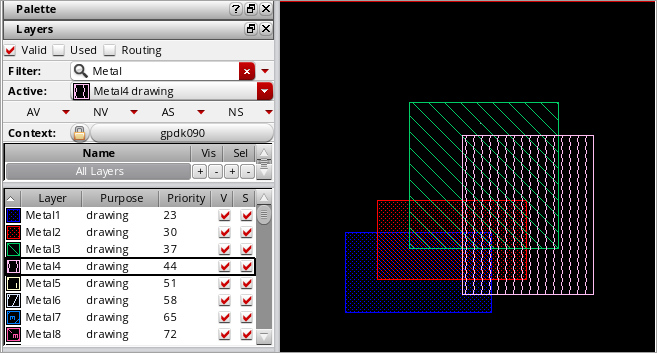 Palette ?
Layers
Valid Used Routing
Filter: Metal
Active: Metal4 drawing
AV NV AS NS
Context: gpdk090
Name Vis Sel
All Layers + - + -
Layer Purpose Priority V S
Metal1 drawing 23
Metal2 drawing 30
Metal3 drawing 37
Metal4 drawing 44
Metal5 drawing 51
Metal6 drawing 58
Metal7 drawing 65
Metal8 drawing 72